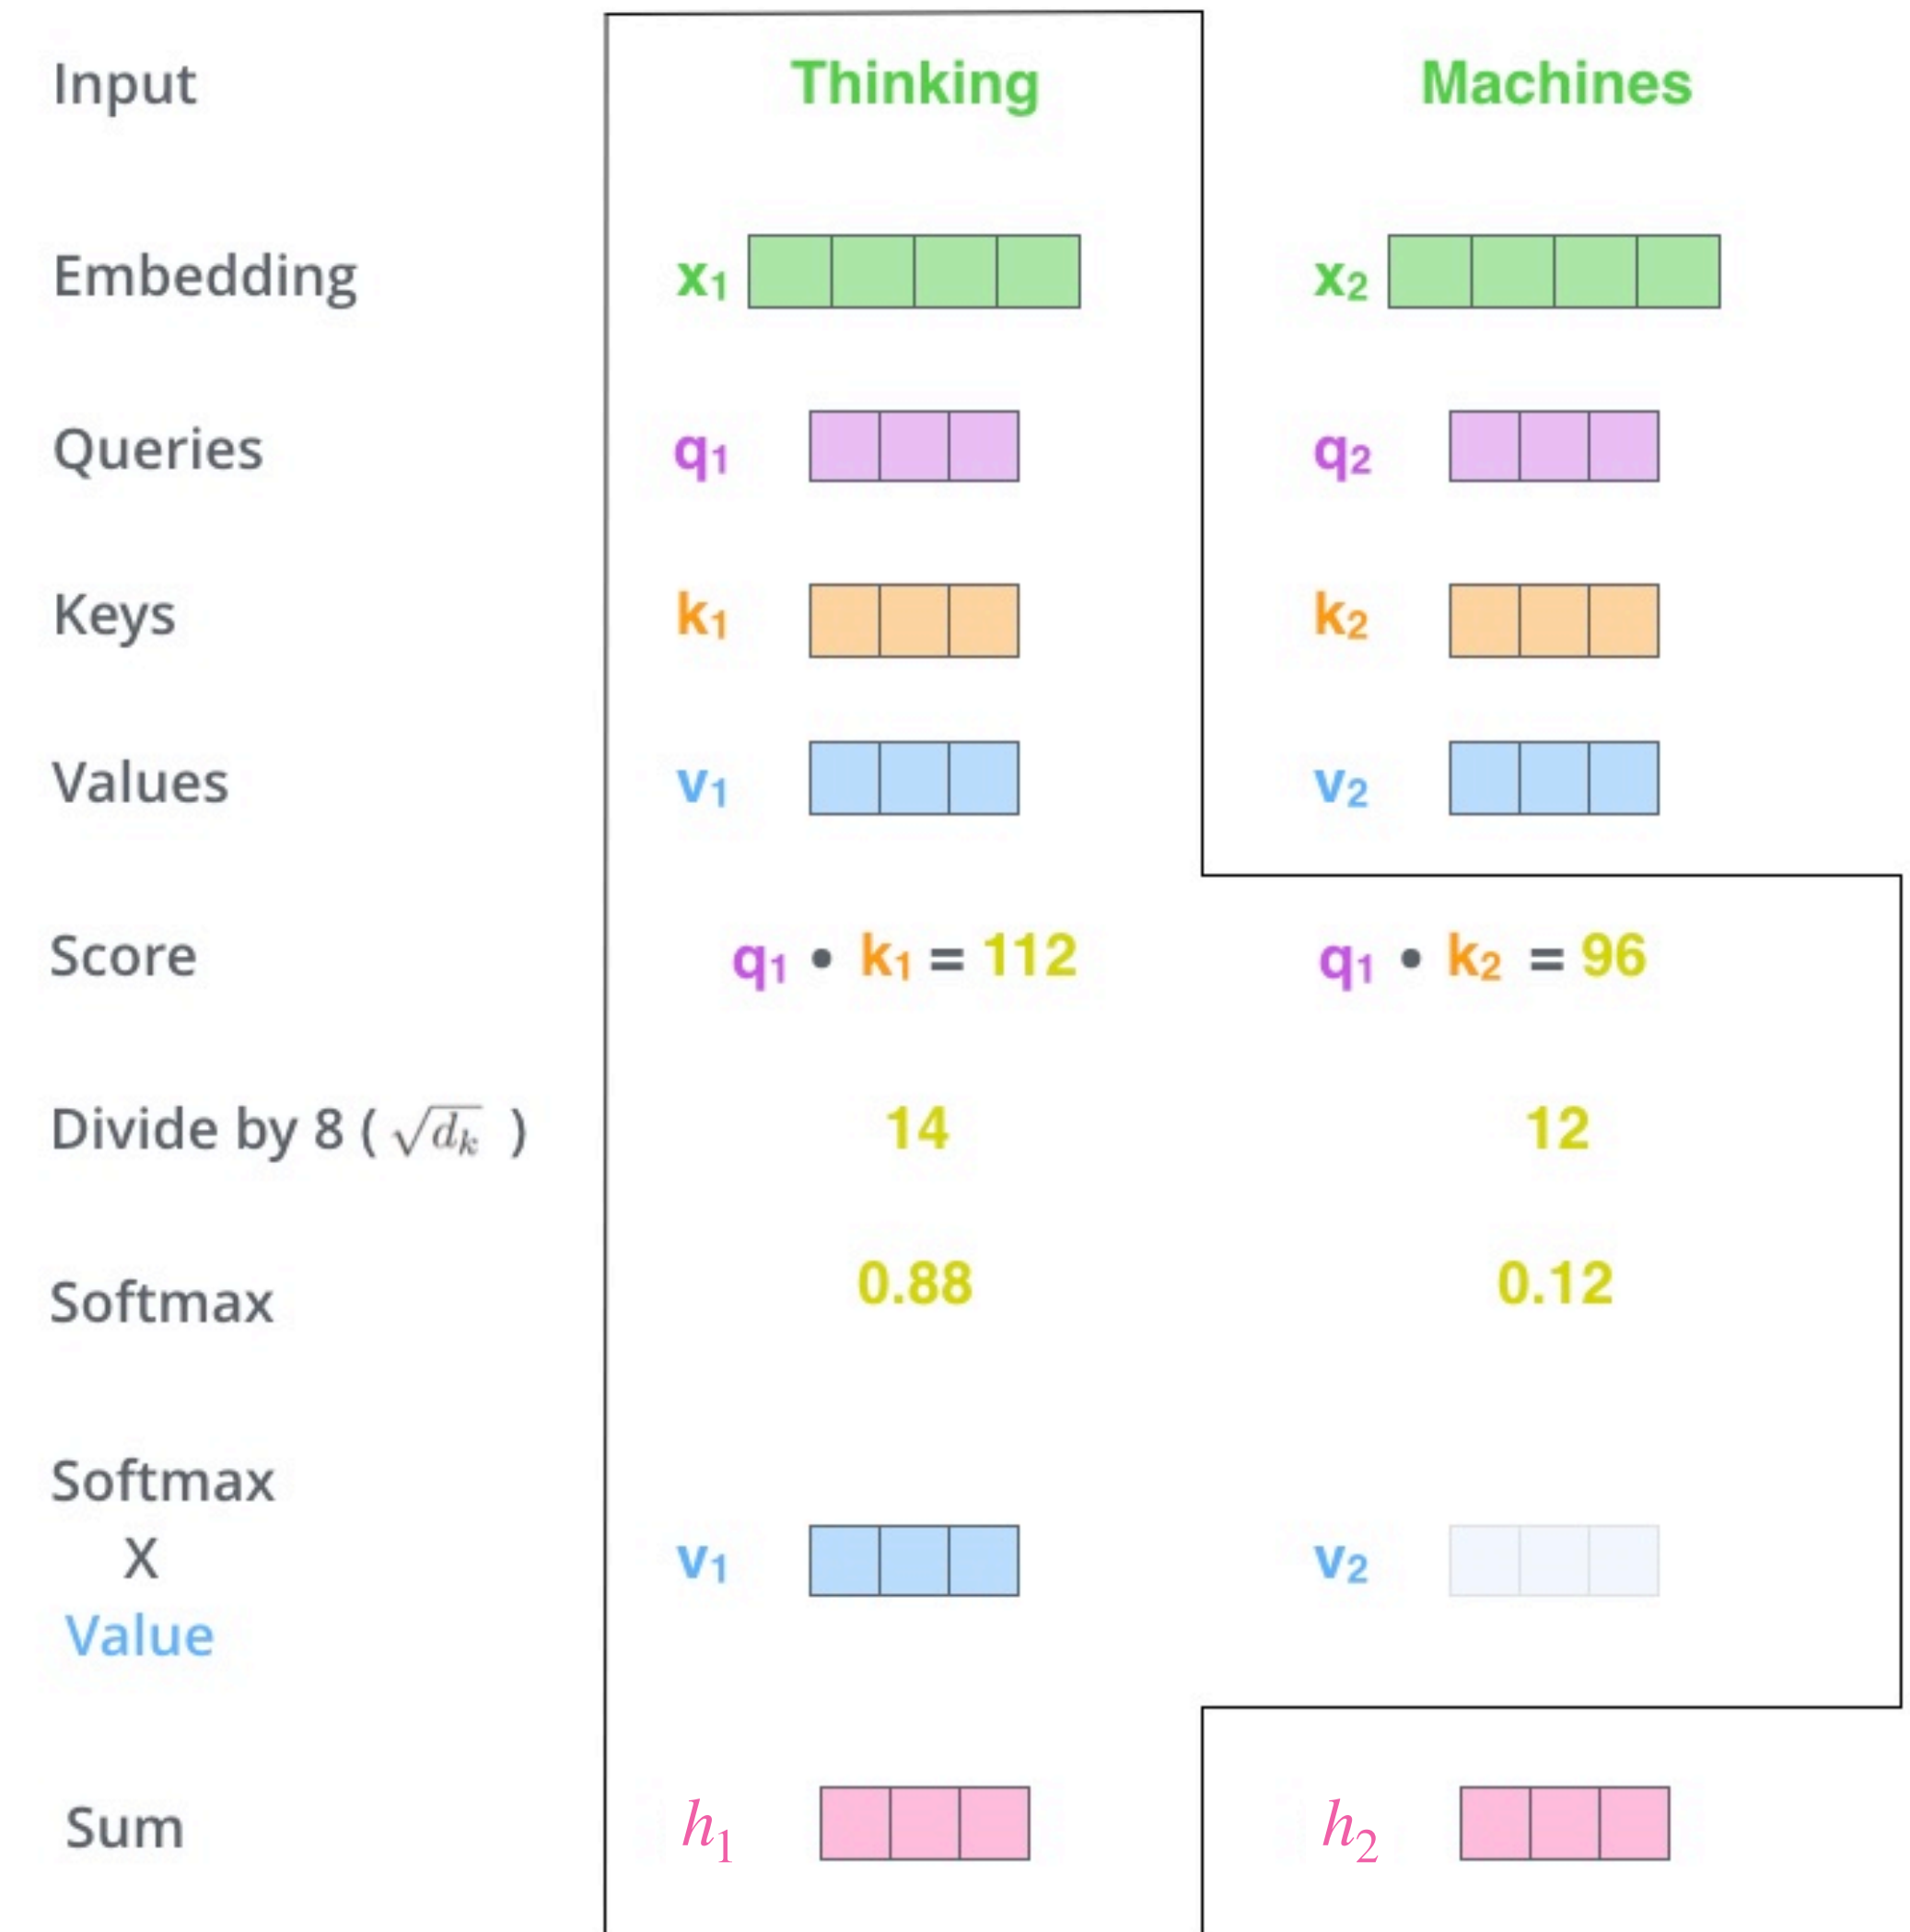 Input Thinking Machines
Embedding x1 x2
Queries q1 q2
Keys k1 k2
Values v1 v2
Score q1 • k1 = 112 q1 • k2 = 96
Divide by 8 ( √dk ) 14 12
Softmax 0.88 0.12
Softmax
X
Value v1 v2
Sum h1 h2